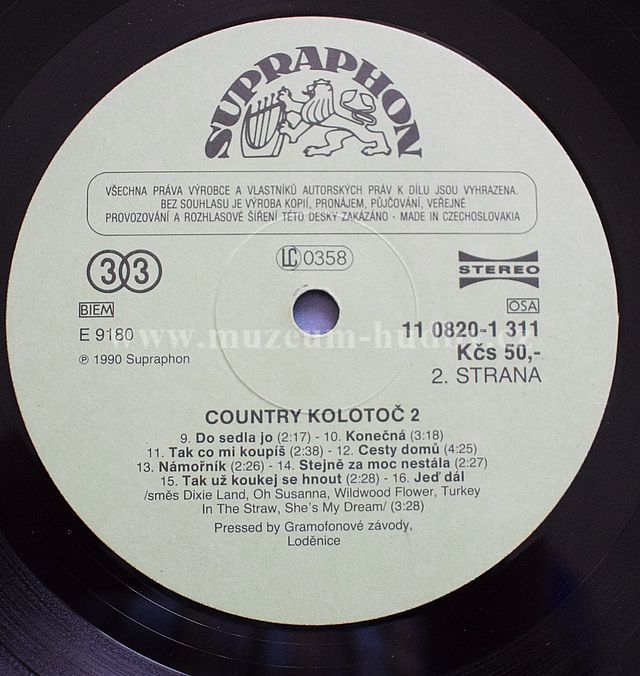 SUPRAPHON
VŠECHNA PRÁVA VÝROBCE A VLASTNÍKŮ AUTORSKÝCH PRÁV K DÍLU JSOU VYHRAZENA.
BEZ SOUHLASU JE VÝROBA KOPIÍ, PRONÁJEM, PŮJČOVÁNÍ, VEŘEJNÉ
PROVOZOVÁNÍ A ROZHLASOVÉ ŠÍŘENÍ TÉTO DESKY ZAKÁZÁNO · MADE IN CZECHOSLOVAKIA
33
LC 0358
STEREO
BIEM
OSA
E 9180
11 0820-1 311
www.muzeum-hudby.cz
℗ 1990 Supraphon
Kčs 50,-
2. STRANA
COUNTRY KOLOTOČ 2
9. Do sedla jo (2:17) - 10. Konečná (3:18)
11. Tak co mi koupíš (2:38) - 12. Cesty domů (4:25)
13. Námořník (2:26) - 14. Stejně za moc nestála (2:27)
15. Tak už koukej se hnout (2:28) - 16. Jeď dál
/směs Dixie Land, Oh Susanna, Wildwood Flower, Turkey
In The Straw, She's My Dream/ (3:28)
Pressed by Gramofonové závody,
Loděnice